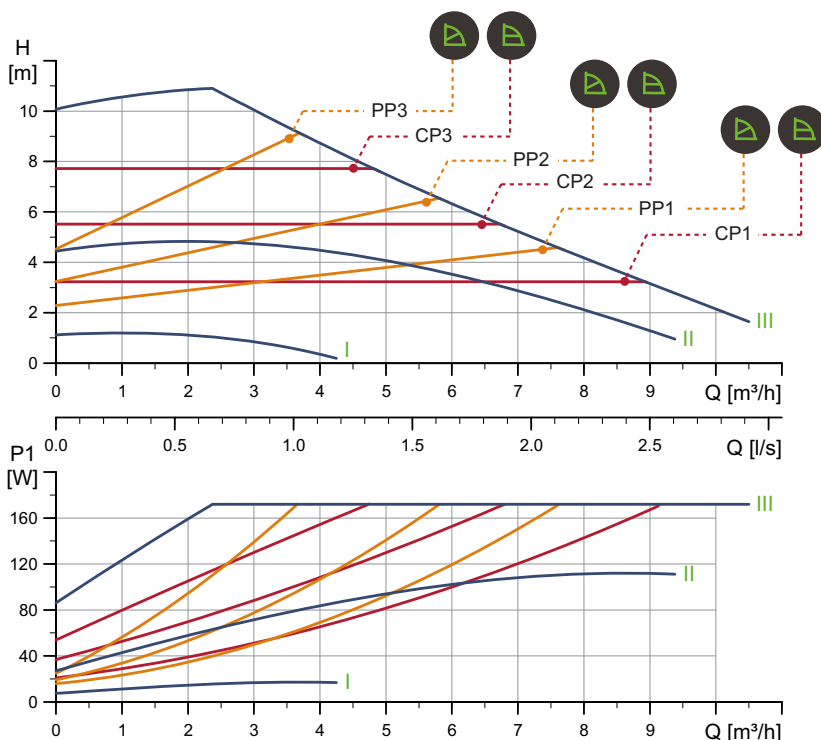 H
[m]
10
8
6
4
2
0
PP3
CP3
PP2
CP2
PP1
CP1
I
II
III
0 1 2 3 4 5 6 7 8 9 Q [m³/h]
0.0 0.5 1.0 1.5 2.0 2.5 Q [l/s]
P1
[W]
160
120
80
40
0
III
II
I
0 1 2 3 4 5 6 7 8 9 Q [m³/h]